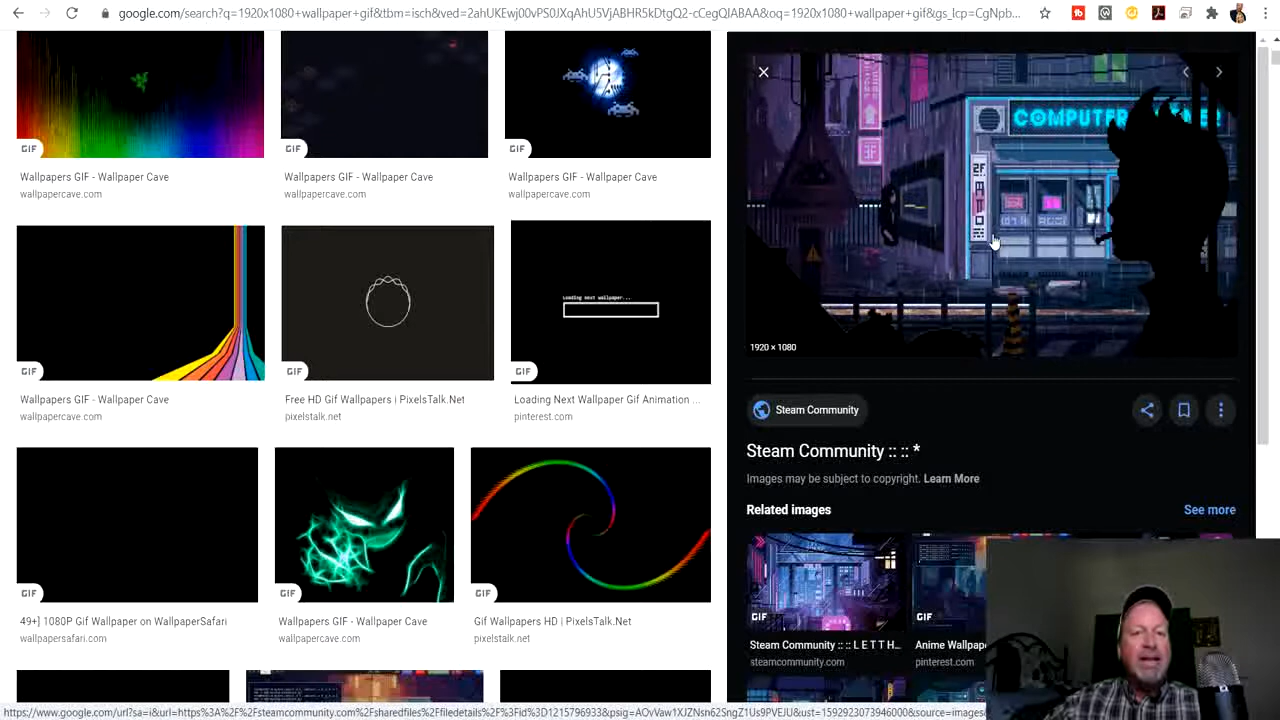 google.com/search?q=1920x1080+wallpaper+gif&tbm=isch&ved=2ahUKEwj00vPS0JXqAhU5VjABHR5kDtgQ2-cCegQIABAA&oq=1920x1080+wallpaper+gif&gs_lcp=CgNpb...
GIF
GIF
GIF
Wallpapers GIF - Wallpaper Cave
wallpapercave.com
Wallpapers GIF - Wallpaper Cave
wallpapercave.com
Wallpapers GIF - Wallpaper Cave
wallpapercave.com
Loading next wallpaper...
GIF
GIF
GIF
Wallpapers GIF - Wallpaper Cave
wallpapercave.com
Free HD Gif Wallpapers | PixelsTalk.Net
pixelstalk.net
Loading Next Wallpaper Gif Animation ...
pinterest.com
GIF
GIF
GIF
49+] 1080P Gif Wallpaper on WallpaperSafari
wallpapersafari.com
Wallpapers GIF - Wallpaper Cave
wallpapercave.com
Gif Wallpapers HD | PixelsTalk.Net
pixelstalk.net
COMPUTER
2F
1920 × 1080
Steam Community
Steam Community :: :: *
Images may be subject to copyright. Learn More
Related images
See more
GIF
GIF
Steam Community :: :: L E T T H...
steamcommunity.com
Anime Wallpap
pinterest.com
https://www.google.com/url?sa=i&url=https%3A%2F%2Fsteamcommunity.com%2Fsharedfiles%2Ffiledetails%2F%3Fid%3D1215796933&psig=AOvVaw1XJZNsn62SngZ1Us9PVEJU&ust=1592923073946000&source=images